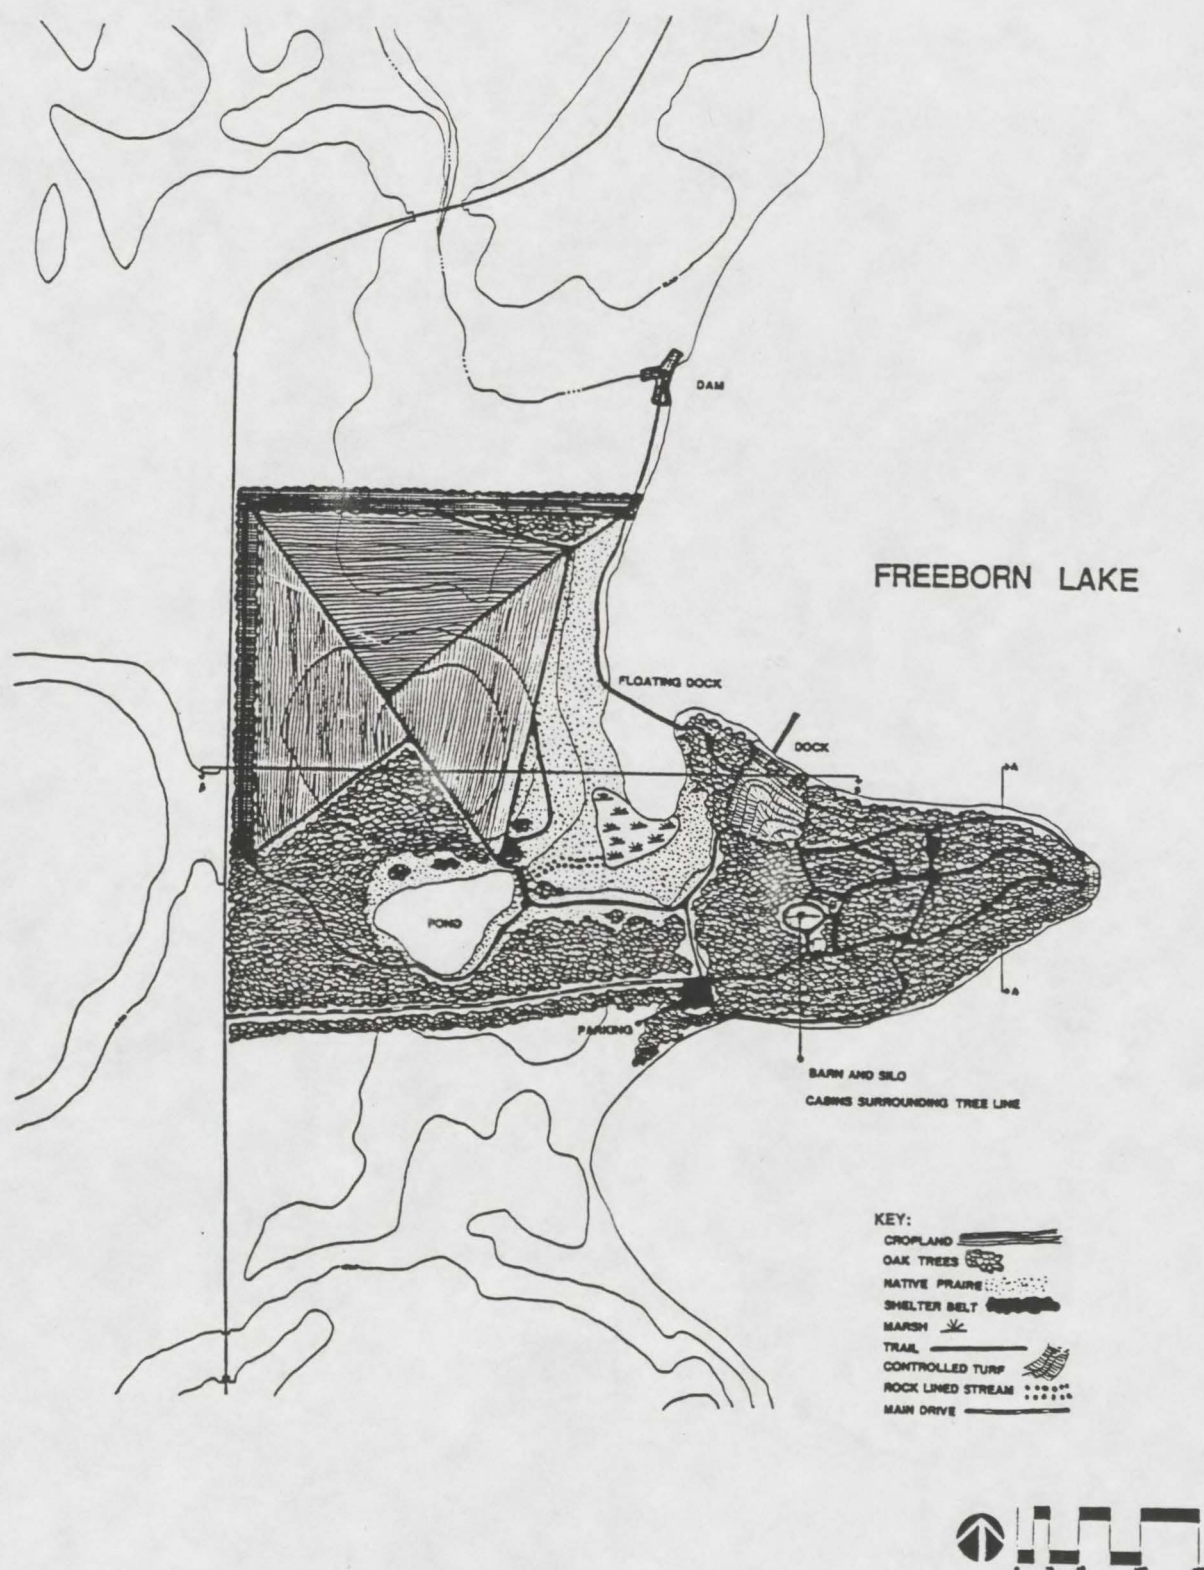 DAM
FREEBORN LAKE
FLOATING DOCK
DOCK
A
B
B
POND
A
PARKING
BARN AND SILO
CABINS SURROUNDING TREE LINE
KEY:
CROPLAND
OAK TREES
NATIVE PRAIRE
SHELTER BELT
MARSH
TRAIL
CONTROLLED TURF
ROCK LINED STREAM
MAIN DRIVE